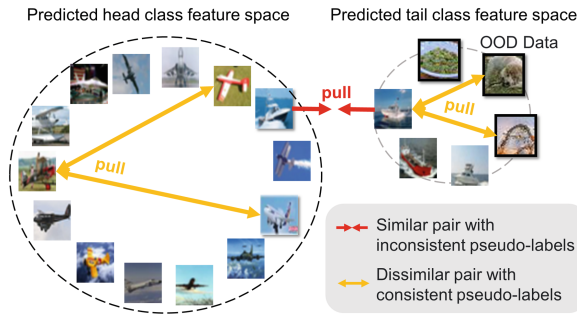 Predicted head class feature space
Predicted tail class feature space
OOD Data
pull
pull
pull
Similar pair with
inconsistent pseudo-labels
Dissimilar pair with
consistent pseudo-labels